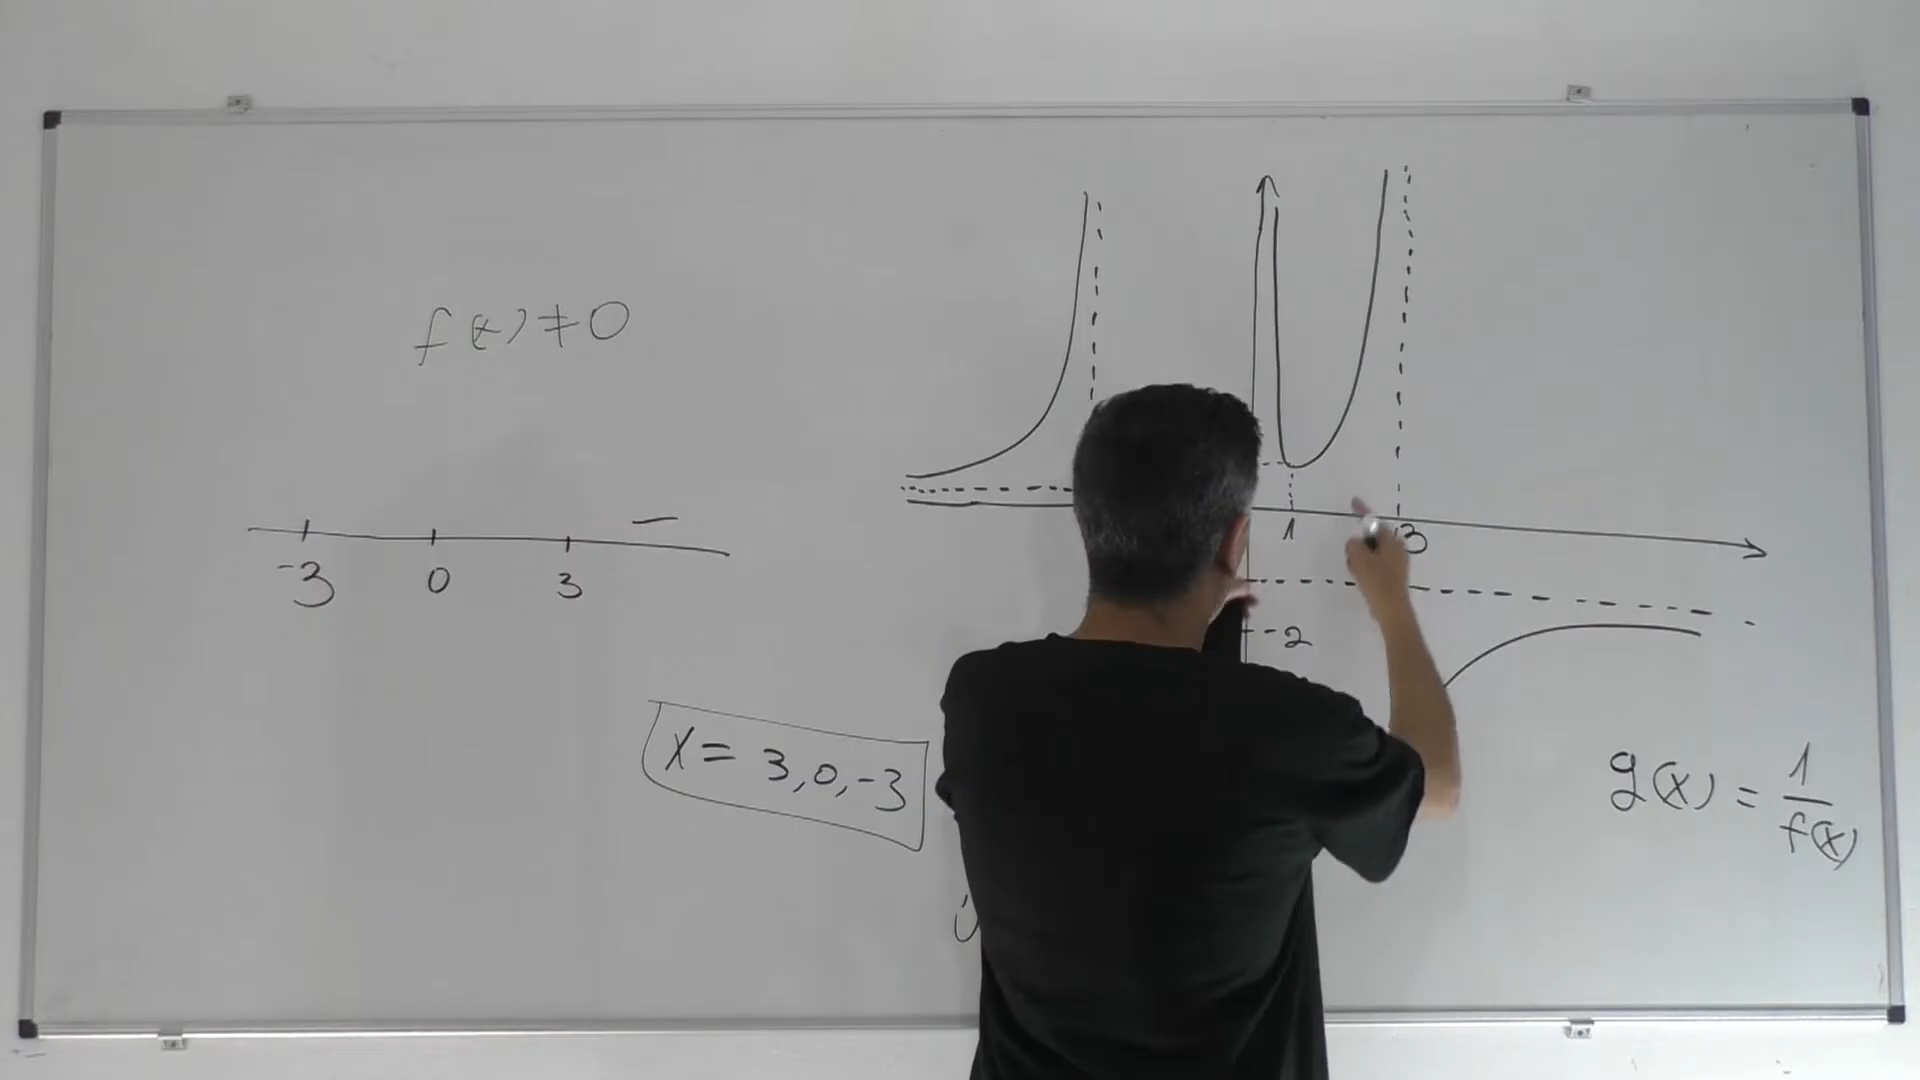 f(x) ≠ 0
-3 0 3
x = 3, 0, -3
1 3
-2
g(x) = 1/f(x)